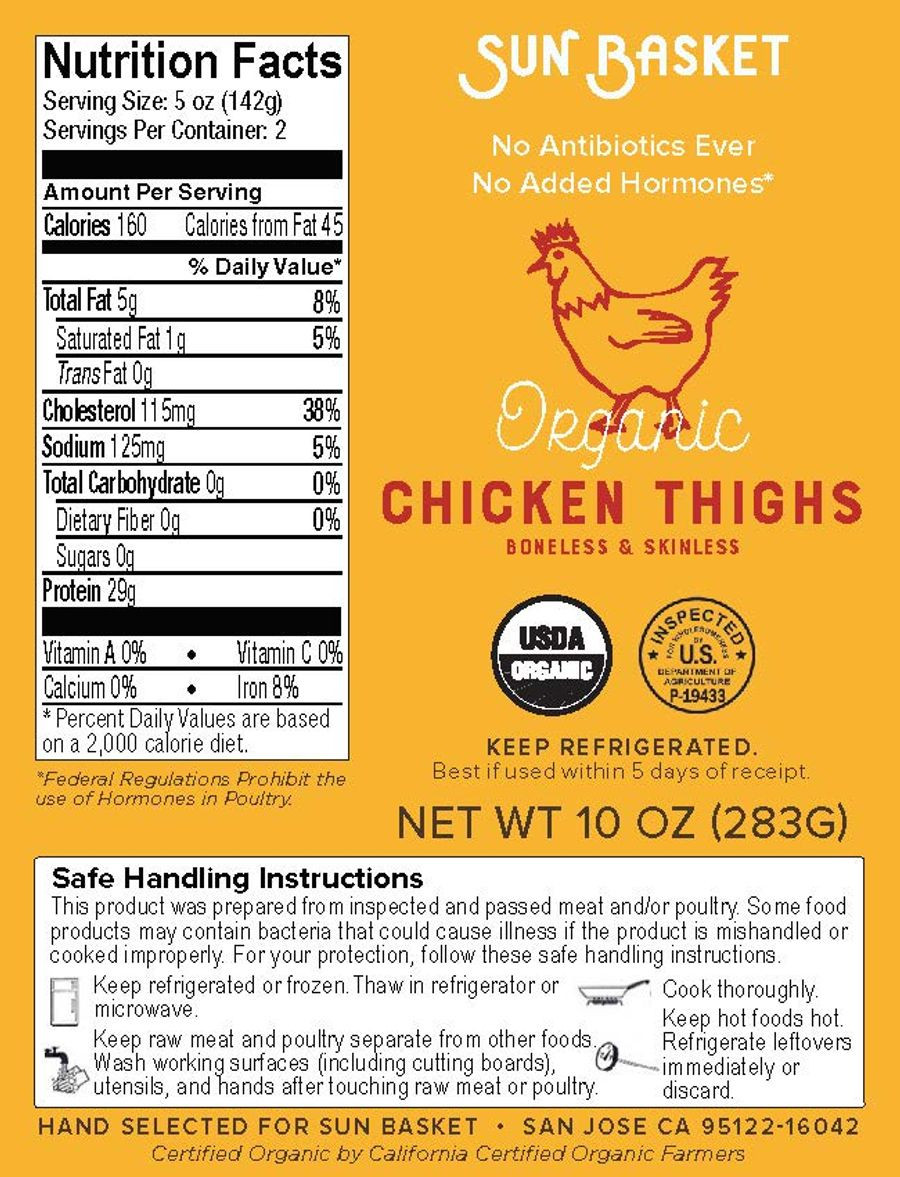 Nutrition Facts
Serving Size: 5 oz (142g)
Servings Per Container: 2
Amount Per Serving
Calories 160 Calories from Fat 45
% Daily Value*
Total Fat 5g 8%
Saturated Fat 1g 5%
Trans Fat 0g
Cholesterol 115mg 38%
Sodium 125mg 5%
Total Carbohydrate 0g 0%
Dietary Fiber 0g 0%
Sugars 0g
Protein 29g
Vitamin A 0% • Vitamin C 0%
Calcium 0% • Iron 8%
* Percent Daily Values are based
on a 2,000 calorie diet.
*Federal Regulations Prohibit the
use of Hormones in Poultry.
SUN BASKET
No Antibiotics Ever
No Added Hormones*
Organic
CHICKEN THIGHS
BONELESS & SKINLESS
USDA
ORGANIC
INSPECTED
FOR WHOLESOMENESS
BY
U.S.
DEPARTMENT OF
AGRICULTURE
P-19433
KEEP REFRIGERATED.
Best if used within 5 days of receipt.
NET WT 10 OZ (283G)
Safe Handling Instructions
This product was prepared from inspected and passed meat and/or poultry. Some food
products may contain bacteria that could cause illness if the product is mishandled or
cooked improperly. For your protection, follow these safe handling instructions.
Keep refrigerated or frozen. Thaw in refrigerator or
microwave.
Keep raw meat and poultry separate from other foods.
Wash working surfaces (including cutting boards),
utensils, and hands after touching raw meat or poultry.
Cook thoroughly.
Keep hot foods hot.
Refrigerate leftovers
immediately or
discard.
HAND SELECTED FOR SUN BASKET • SAN JOSE CA 95122-16042
Certified Organic by California Certified Organic Farmers